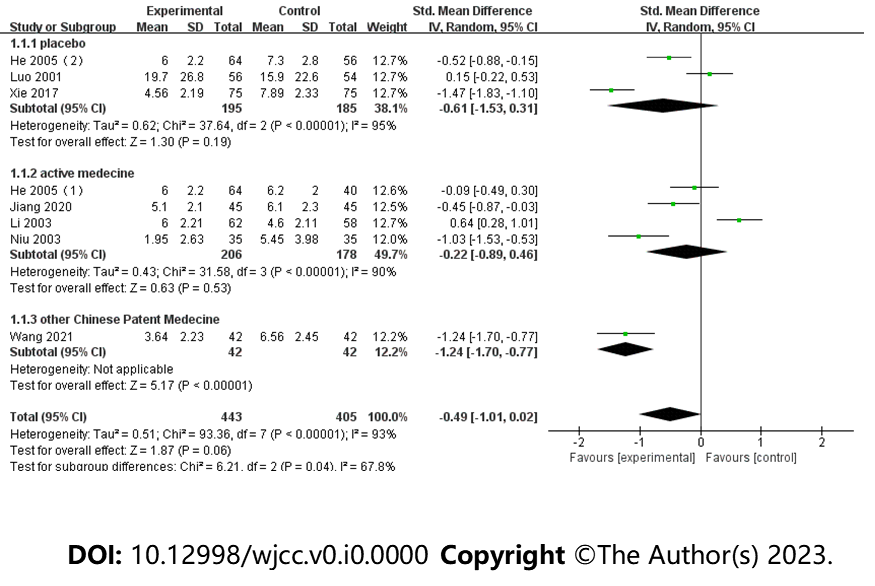 Experimental Control Std. Mean Difference Std. Mean Difference
Study or Subgroup Mean SD Total Mean SD Total Weight IV, Random, 95% CI IV, Random, 95% CI
1.1.1 placebo
He 2005 (2) 6 2.2 64 7.3 2.8 56 12.7% -0.52 [-0.88, -0.15]
Luo 2001 19.7 26.8 56 15.9 22.6 54 12.7% 0.15 [-0.22, 0.53]
Xie 2017 4.56 2.19 75 7.89 2.33 75 12.7% -1.47 [-1.83, -1.10]
Subtotal (95% CI) 195 185 38.1% -0.61 [-1.53, 0.31]
Heterogeneity: Tau² = 0.62; Chi² = 37.64, df = 2 (P < 0.00001); I² = 95%
Test for overall effect: Z = 1.30 (P = 0.19)
1.1.2 active medecine
He 2005 (1) 6 2.2 64 6.2 2 40 12.6% -0.09 [-0.49, 0.30]
Jiang 2020 5.1 2.1 45 6.1 2.3 45 12.5% -0.45 [-0.87, -0.03]
Li 2003 6 2.21 62 4.6 2.11 58 12.7% 0.64 [0.28, 1.01]
Niu 2003 1.95 2.63 35 5.45 3.98 35 12.0% -1.03 [-1.53, -0.53]
Subtotal (95% CI) 206 178 49.7% -0.22 [-0.89, 0.46]
Heterogeneity: Tau² = 0.43; Chi² = 31.58, df = 3 (P < 0.00001); I² = 90%
Test for overall effect: Z = 0.63 (P = 0.53)
1.1.3 other Chinese Patent Medecine
Wang 2021 3.64 2.23 42 6.56 2.45 42 12.2% -1.24 [-1.70, -0.77]
Subtotal (95% CI) 42 42 12.2% -1.24 [-1.70, -0.77]
Heterogeneity: Not applicable
Test for overall effect: Z = 5.17 (P < 0.00001)
Total (95% CI) 443 405 100.0% -0.49 [-1.01, 0.02]
Heterogeneity: Tau² = 0.51; Chi² = 93.36, df = 7 (P < 0.00001); I² = 93%
Test for overall effect: Z = 1.87 (P = 0.06)
Test for subgroup differences: Chi² = 6.21, df = 2 (P = 0.04), I² = 67.8%
-2 -1 0 1 2
Favours [experimental] Favours [control]
DOI: 10.12998/wjcc.v0.i0.0000 Copyright ©The Author(s) 2023.